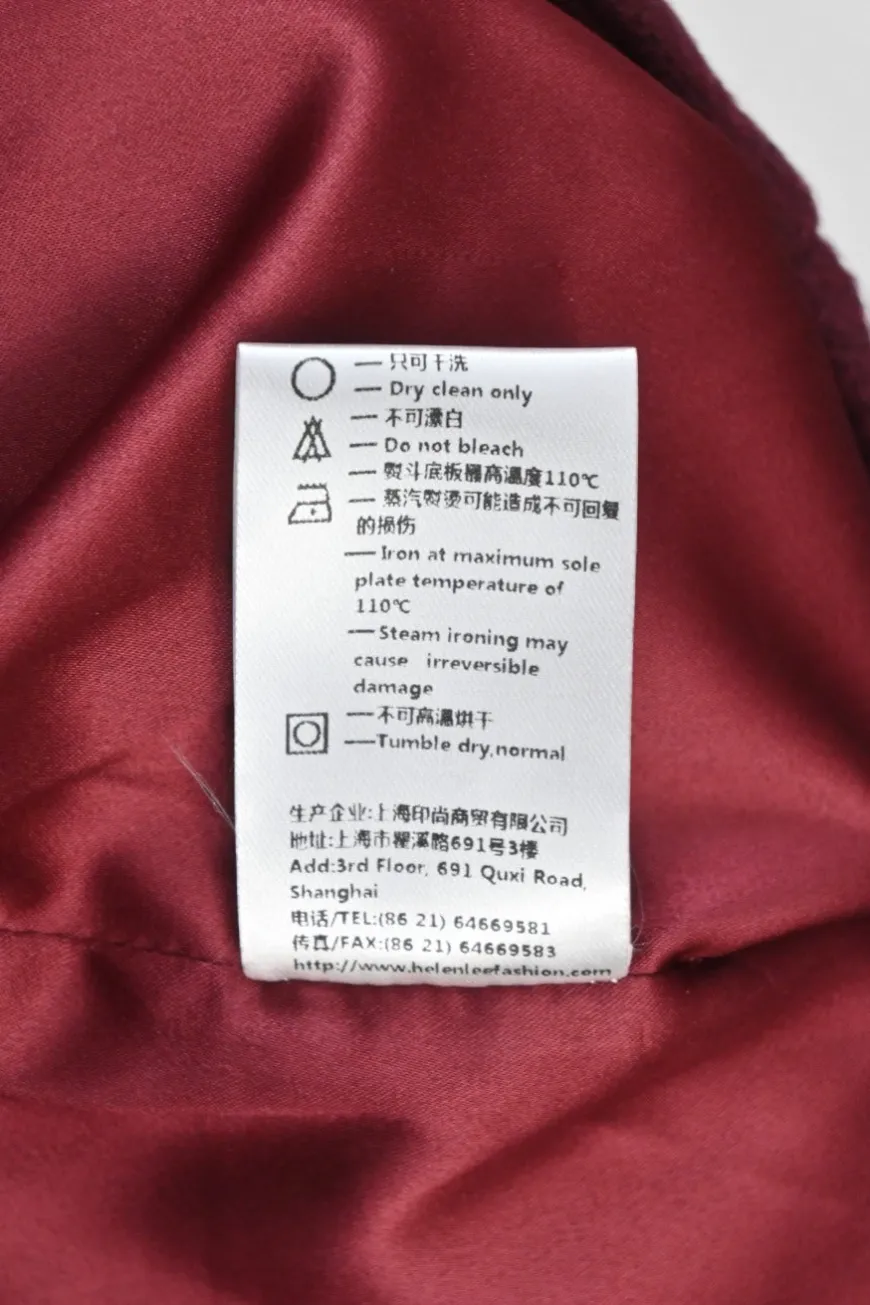 — 只可干洗
— Dry clean only
— 不可漂白
— Do not bleach
— 熨斗底板最高温度110℃
— 蒸汽熨烫可能造成不可回复
的损伤
— Iron at maximum sole
plate temperature of
110℃
— Steam ironing may
cause irreversible
damage
— 不可高温烘干
—Tumble dry,normal
生产企业:上海印尚商贸有限公司
地址:上海市瞿溪路691号3楼
Add:3rd Floor, 691 Quxi Road,
Shanghai
电话/TEL:(86 21) 64669581
传真/FAX:(86 21) 64669583
http://www.helenleefashion.com